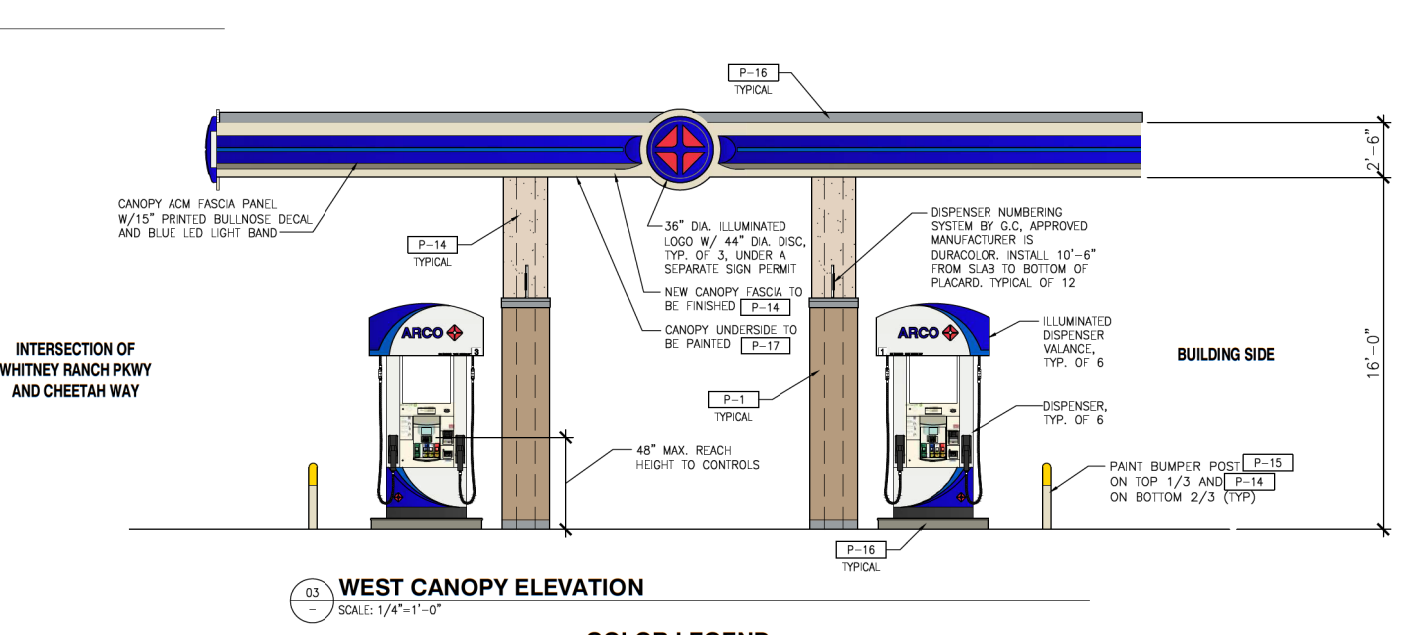 P-16
TYPICAL
2'-6"
CANOPY ACM FASCIA PANEL
W/15" PRINTED BULLNOSE DECAL
AND BLUE LED LIGHT BAND
P-14
TYPICAL
36" DIA. ILLUMINATED
LOGO W/ 44" DIA. DISC,
TYP. OF 3, UNDER A
SEPARATE SIGN PERMIT
NEW CANOPY FASCIA TO
BE FINISHED P-14
CANOPY UNDERSIDE TO
BE PAINTED P-17
DISPENSER NUMBERING
SYSTEM BY G.C, APPROVED
MANUFACTURER IS
DURACOLOR. INSTALL 10'-6"
FROM SLAB TO BOTTOM OF
PLACARD. TYPICAL OF 12
ARCO
3
ARCO
1
ILLUMINATED
DISPENSER
VALANCE,
TYP. OF 6
INTERSECTION OF
WHITNEY RANCH PKWY
AND CHEETAH WAY
BUILDING SIDE
16'-0"
P-1
TYPICAL
DISPENSER,
TYP. OF 6
48" MAX. REACH
HEIGHT TO CONTROLS
PAINT BUMPER POST P-15
ON TOP 1/3 AND P-14
ON BOTTOM 2/3 (TYP)
P-16
TYPICAL
03
-
WEST CANOPY ELEVATION
SCALE: 1/4"=1'-0"
COLOR LEGEND